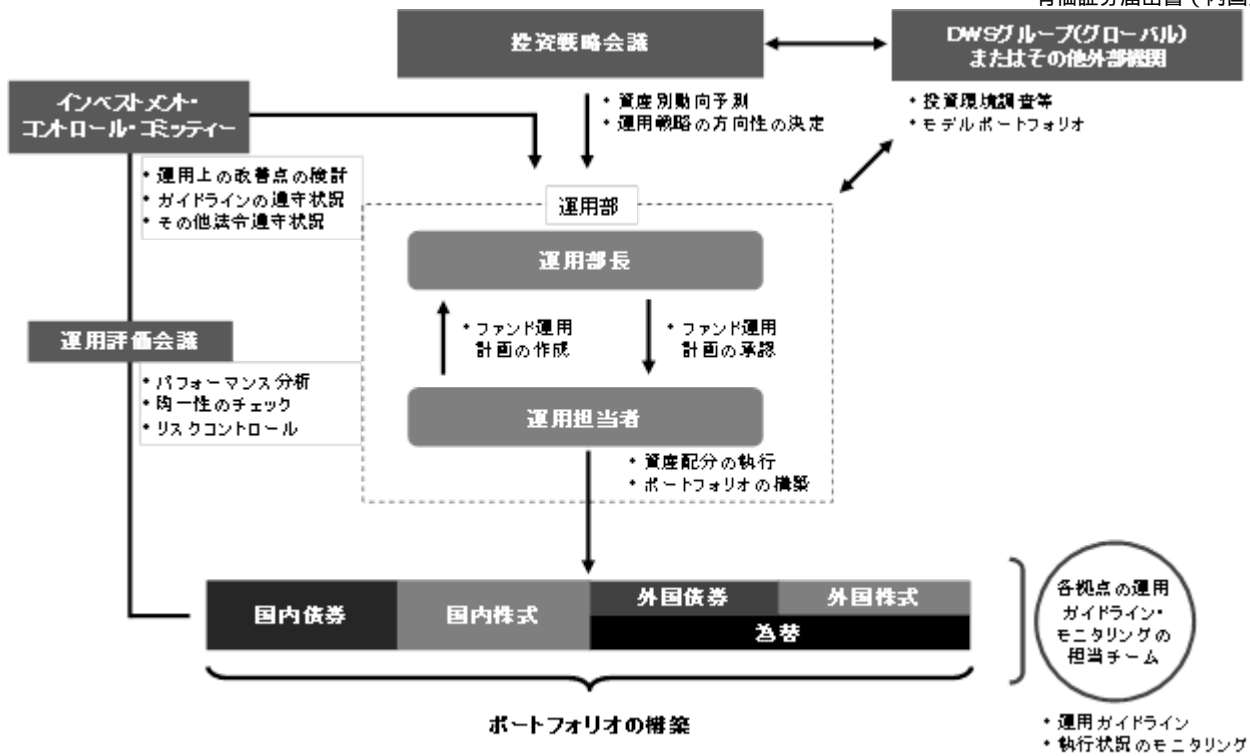 投資戦略会議
DWSグループ(グローバル)
またはその他外部機関
インベストメント・
コントロール・コミッティー
• 資産別動向予測
• 運用戦略の方向性の決定
• 投資環境調査等
• モデルポートフォリオ
• 運用上の改善点の検討
• ガイドラインの遵守状況
• その他法令遵守状況
運用部
運用部長
• ファンド運用
計画の作成
• ファンド運用
計画の承認
運用評価会議
• パフォーマンス分析
• 均一性のチェック
• リスクコントロール
運用担当者
• 資産配分の執行
• ポートフォリオの構築
国内債券
国内株式
外国債券
外国株式
為替
各拠点の運用
ガイドライン・
モニタリングの
担当チーム
ポートフォリオの構築
• 運用ガイドライン
• 執行状況のモニタリング